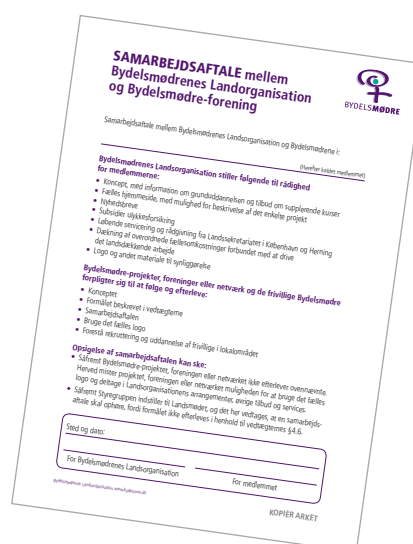 SAMARBEJDSAFTALE mellem
Bydelsmødrenes Landorganisation
og Bydelsmødre-forening
BYDELSMØDRE
Samarbejdsaftale mellem Bydelsmødrenes Landsorganisation og Bydelsmødrene i:
(Herefter kaldet medlemmet)
Bydelsmødrenes Landsorganisation stiller følgende til rådighed
for medlemmerne:
• Koncept, med information om grunduddannelsen og tilbud om supplerende kurser
• Fælles hjemmeside, med mulighed for beskrivelse af det enkelte projekt
• Nyhedsbreve
• Subsidiær ulykkesforsikring
• Løbende servicering og rådgivning fra Landssekretariatet i København og Herning
• Dækning af overordnede fællesomkostninger forbundet med at drive
det landsdækkende arbejde
• Logo og andet materiale til synliggørelse
Bydelsmødre-projekter, foreninger eller netværk og de frivillige Bydelsmødre
forpligter sig til at følge og efterleve:
• Konceptet
• Formålet beskrevet i vedtægterne
• Samarbejdsaftalen
• Bruge det fælles logo
• Forestå rekruttering og uddannelse af frivillige i lokalområdet
Opsigelse af samarbejdsaftalen kan ske:
• Såfremt Bydelsmødre-projekter, foreningen eller netværket ikke efterlever ovennævnte.
Herved mister projektet, foreningen eller netværket muligheden for at bruge det fælles
logo og deltage i Landsorganisationens arrangementer, øvrige tilbud og services.
• Såfremt Styregruppen indstiller til Landsmødet, og det her vedtages, at en samarbejds-
aftale skal ophøre, fordi formålet ikke efterleves i henhold til vedtægternes §4.6.
Sted og dato:
For Bydelsmødrenes Landsorganisation
For medlemmet
KOPIER ARKET